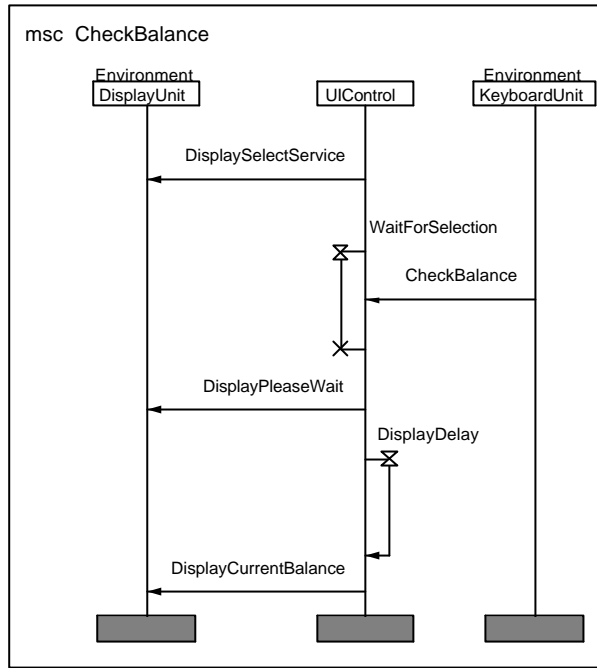 msc CheckBalance
Environment
DisplayUnit
UIControl
Environment
KeyboardUnit
DisplaySelectService
WaitForSelection
CheckBalance
DisplayPleaseWait
DisplayDelay
DisplayCurrentBalance